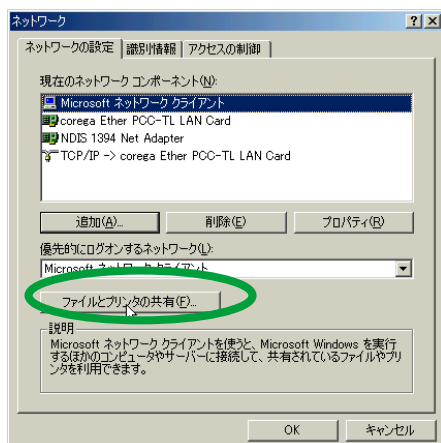 ネットワーク
ネットワークの設定 識別情報 アクセスの制御
現在のネットワーク コンポーネント(N):
Microsoft ネットワーク クライアント
corega Ether PCC-TL LAN Card
NDIS 1394 Net Adapter
TCP/IP -> corega Ether PCC-TL LAN Card
追加(A)... 削除(E) プロパティ(R)
優先的にログオンするネットワーク(L):
Microsoft ネットワーク クライアント
ファイルとプリンタの共有(F)...
説明
Microsoft ネットワーク クライアントを使うと、Microsoft Windows を実行
するほかのコンピュータやサーバーに接続して、共有されているファイルやプリ
ンタを利用できます。
OK キャンセル